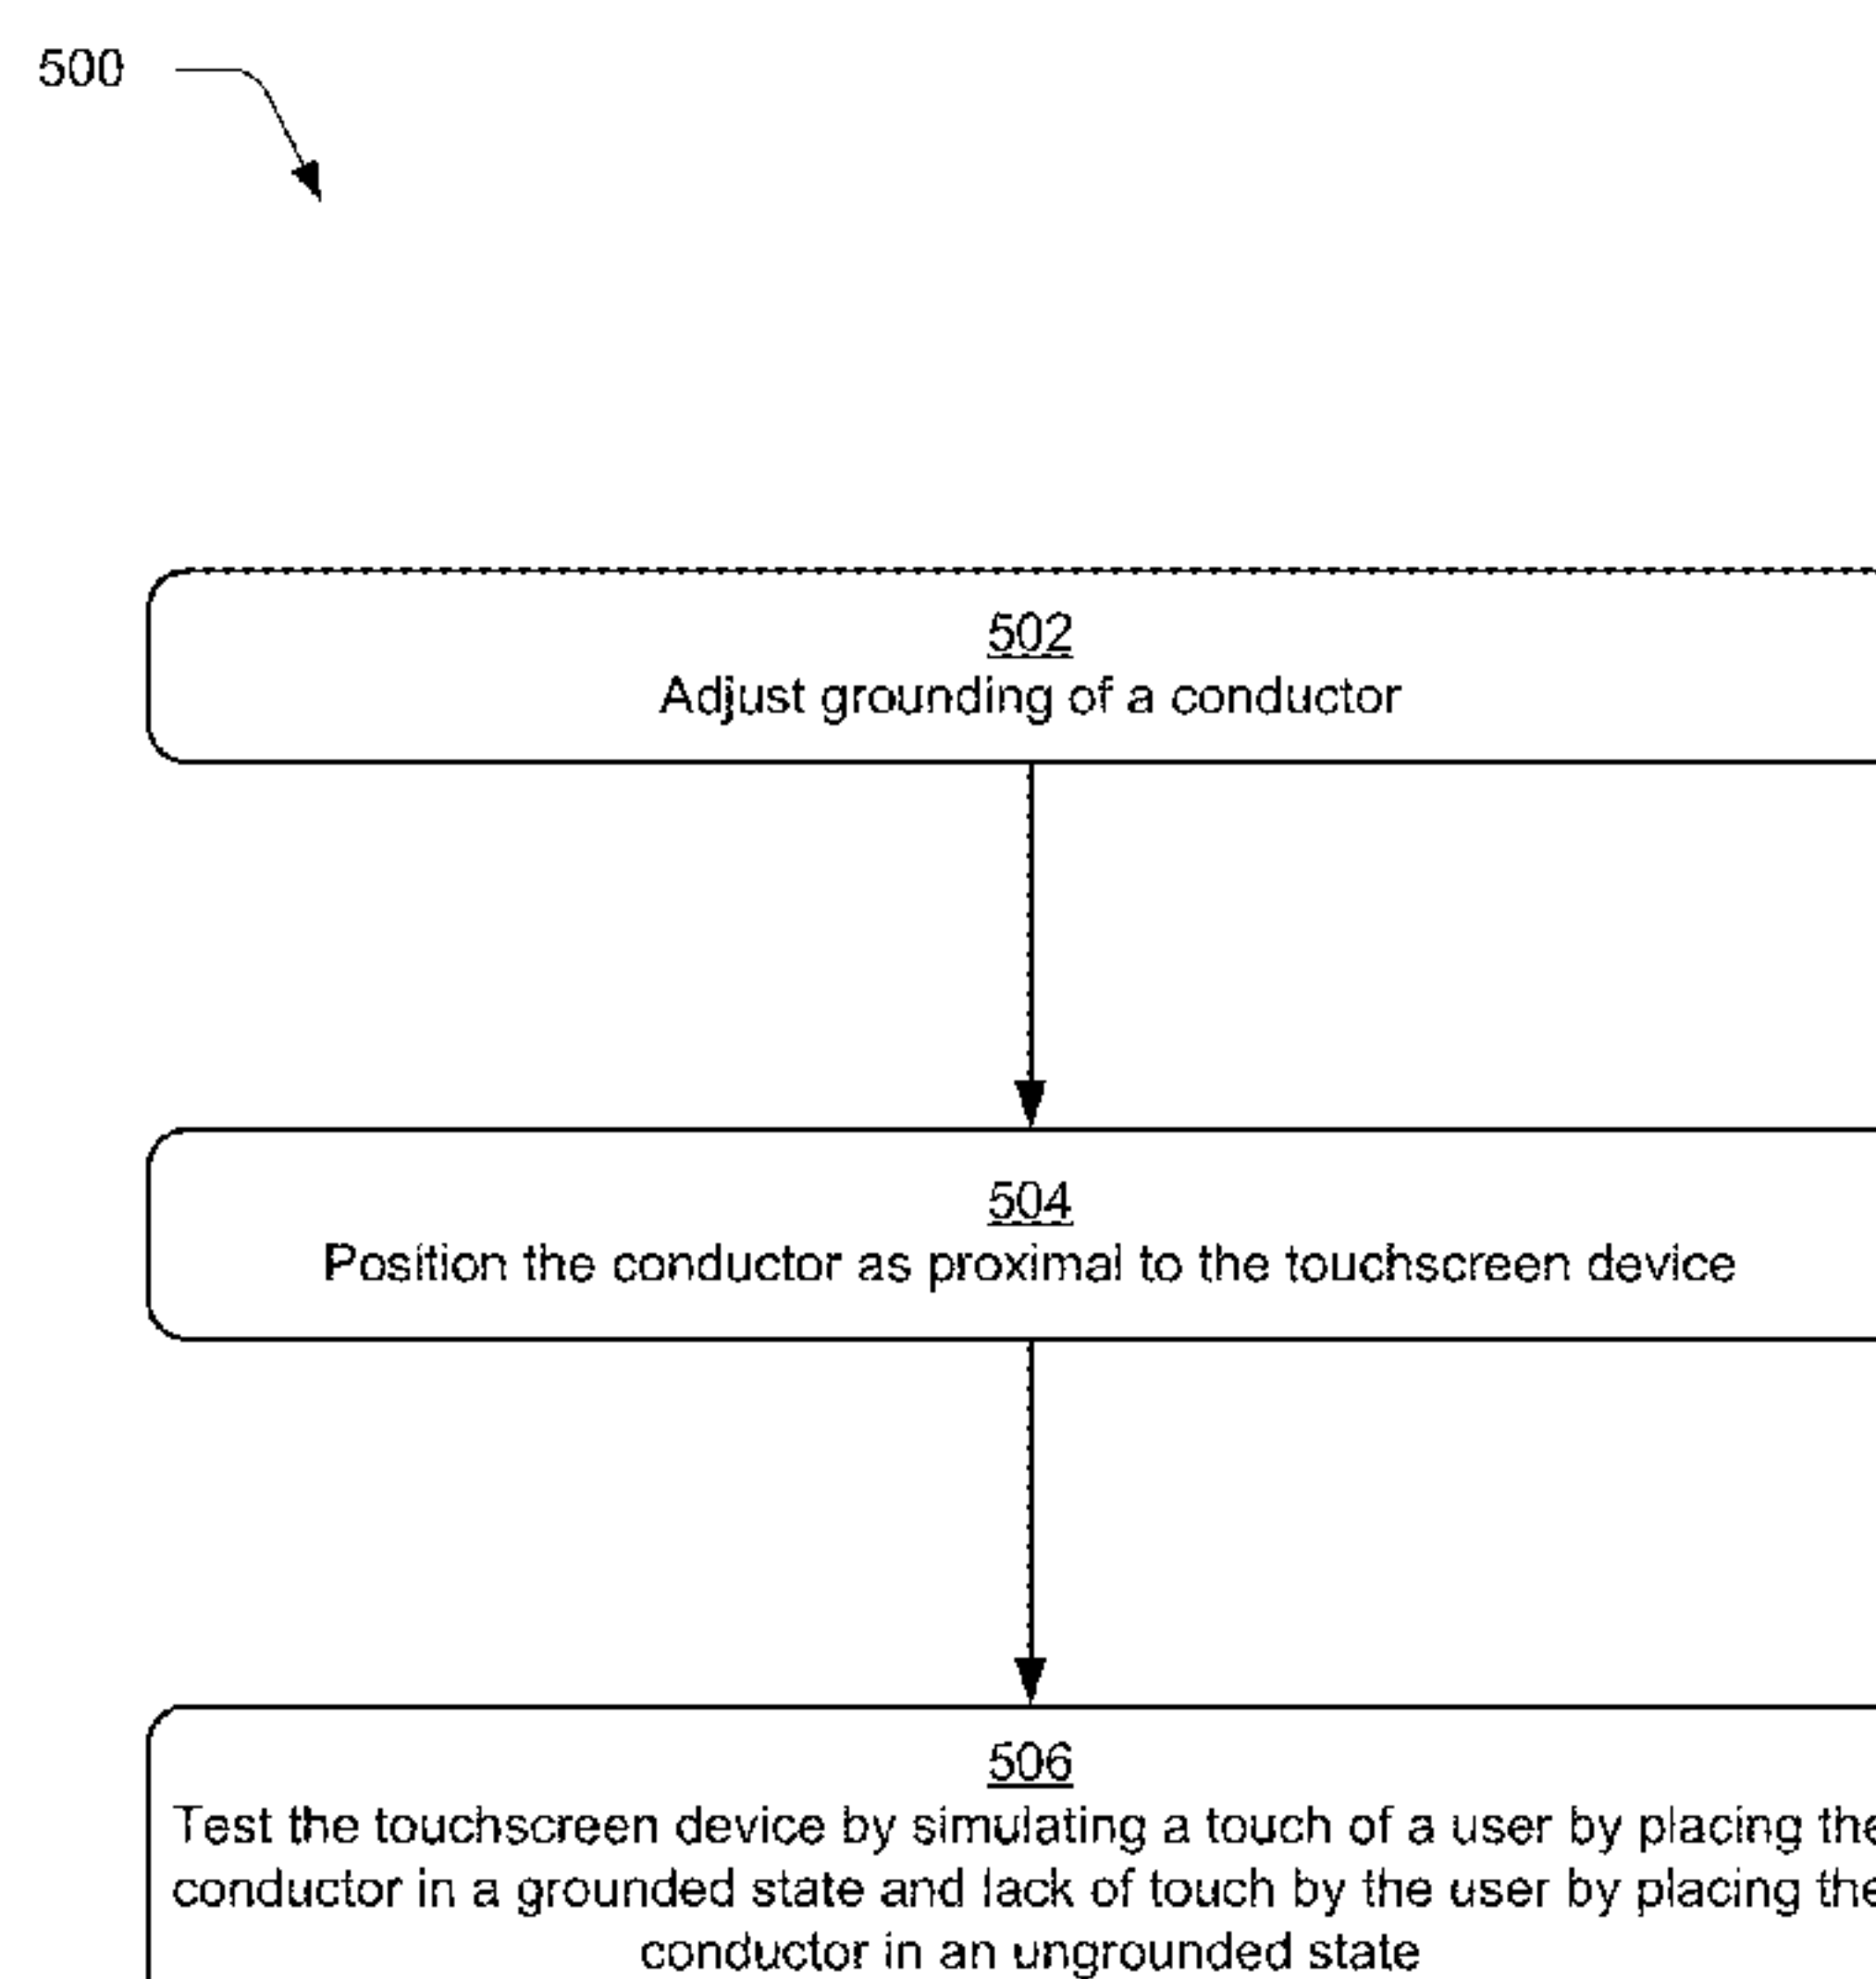 500
502
Adjust grounding of a conductor
504
Position the conductor as proximal to the touchscreen device
506
Test the touchscreen device by simulating a touch of a user by placing the
conductor in a grounded state and lack of touch by the user by placing the
conductor in an ungrounded state